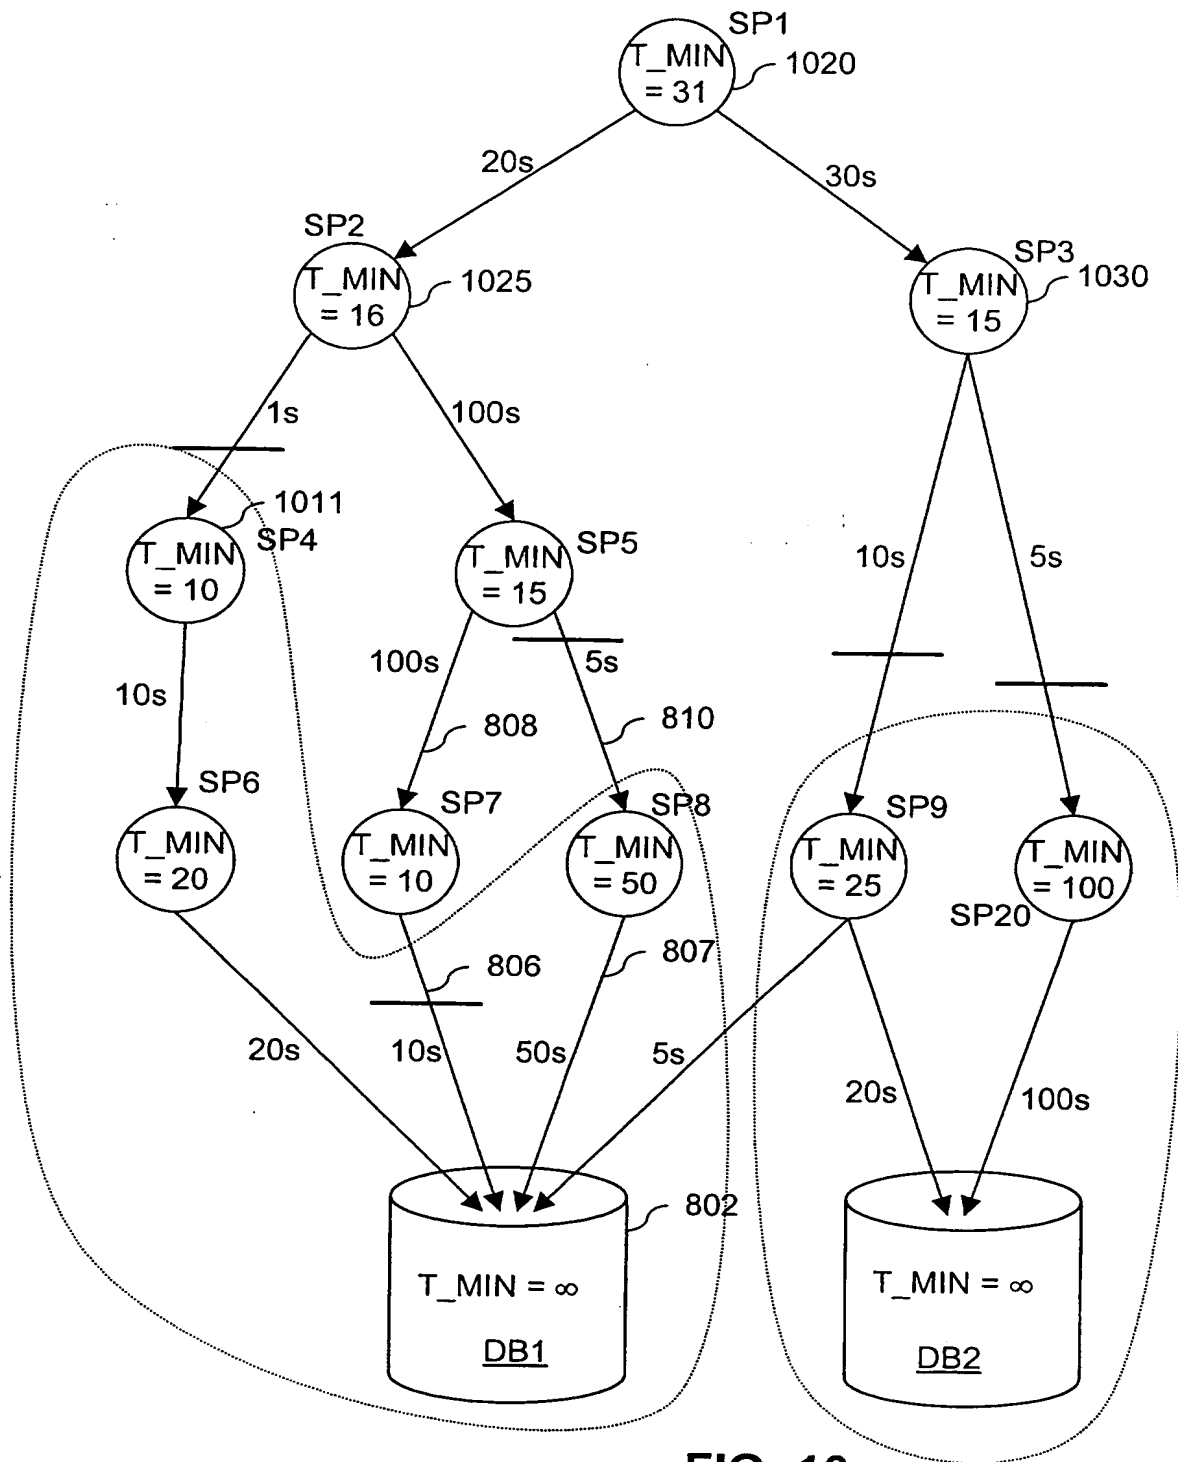 SP1
T_MIN
= 31
1020
20s
30s
SP2
T_MIN
= 16
1025
SP3
T_MIN
= 15
1030
1s
100s
1011
SP4
T_MIN
= 10
SP5
T_MIN
= 15
10s
5s
100s
5s
10s
808
810
SP6
T_MIN
= 20
SP7
T_MIN
= 10
SP8
T_MIN
= 50
SP9
T_MIN
= 25
T_MIN
= 100
SP20
806
807
20s
10s
50s
5s
20s
100s
802
T_MIN = ∞
DB1
T_MIN = ∞
DB2